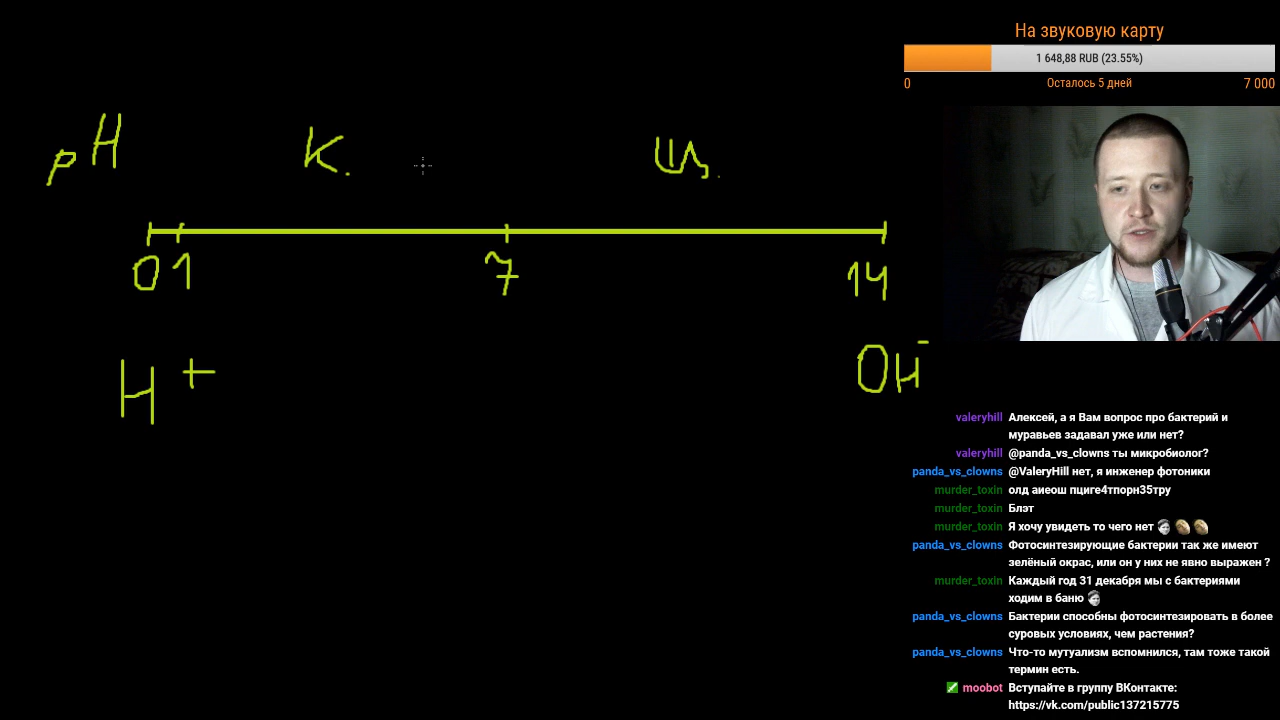 На звуковую карту
1 648,88 RUB (23.55%)
0 Осталось 5 дней 7 000
pH К. Щ.
0 1 7 14
H + OH -
valeryhill Алексей, а я Вам вопрос про бактерий и
муравьев задавал уже или нет?
valeryhill @panda_vs_clowns ты микробиолог?
panda_vs_clowns @ValeryHill нет, я инженер фотоники
murder_toxin олд аиеош пциге4тпорн35тру
murder_toxin Блэт
murder_toxin Я хочу увидеть то чего нет
panda_vs_clowns Фотосинтезирующие бактерии так же имеют
зелёный окрас, или он у них не явно выражен ?
murder_toxin Каждый год 31 декабря мы с бактериями
ходим в баню
panda_vs_clowns Бактерии способны фотосинтезировать в более
суровых условиях, чем растения?
panda_vs_clowns Что-то мутуализм вспомнился, там тоже такой
термин есть.
moobot Вступайте в группу ВКонтакте:
https://vk.com/public137215775